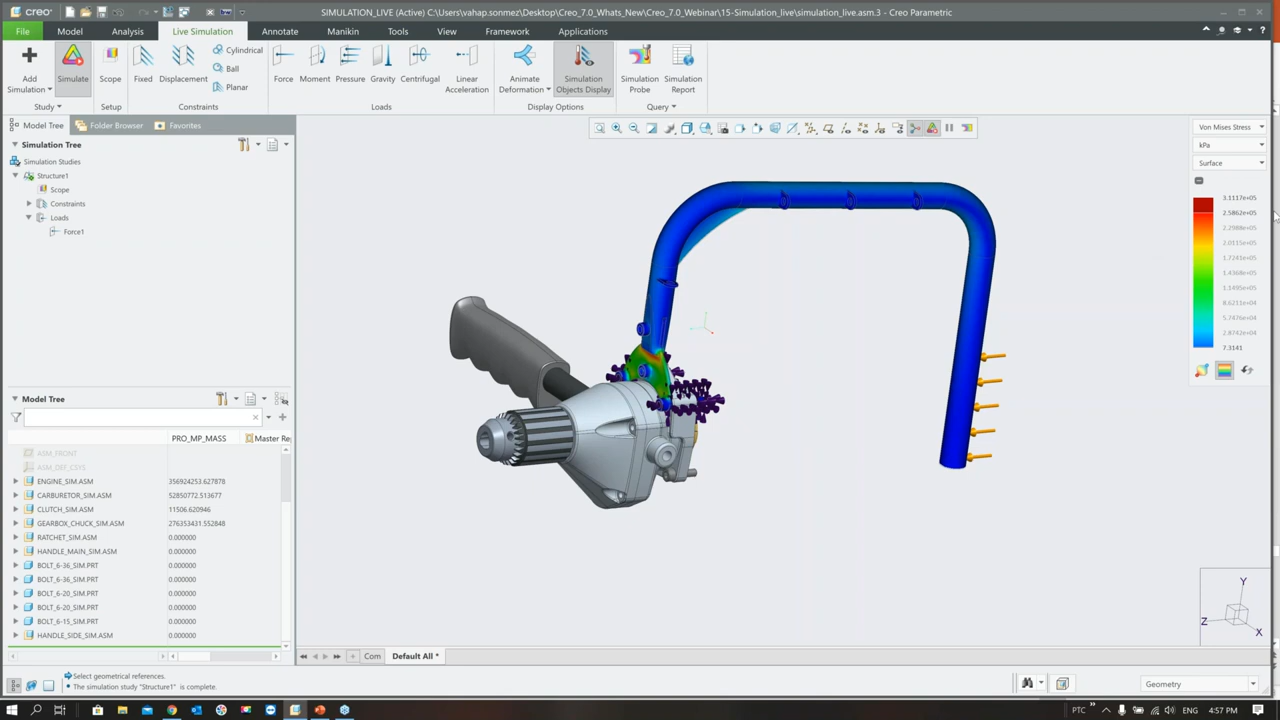 creo
SIMULATION_LIVE (Active) C:\Users\vahap.sonmez\Desktop\Creo_7.0_Whats_New\Creo_7.0_Webinar\15-Simulation_live\simulation_live.asm.3 - Creo Parametric
File Model Analysis Live Simulation Annotate Manikin Tools View Framework Applications
Add Simulation
Simulate
Scope
Fixed
Displacement
Cylindrical
Ball
Planar
Force
Moment
Pressure
Gravity
Centrifugal
Linear Acceleration
Animate Deformation
Simulation Objects Display
Simulation Probe
Simulation Report
Study Setup Constraints Loads Display Options Query
Model Tree Folder Browser Favorites
Simulation Tree
Simulation Studies
Structure1
Scope
Constraints
Loads
Force1
Model Tree
PRO_MP_MASS Master Re
ASM_FRONT
ASM_DEF_CSYS
ENGINE_SIM.ASM 356924253.627878
CARBURETOR_SIM.ASM 52850772.513677
CLUTCH_SIM.ASM 11506.620946
GEARBOX_CHUCK_SIM.ASM 276353431.552848
RATCHET_SIM.ASM 0.000000
HANDLE_MAIN_SIM.ASM 0.000000
BOLT_6-36_SIM.PRT 0.000000
BOLT_6-36_SIM.PRT 0.000000
BOLT_6-20_SIM.PRT 0.000000
BOLT_6-20_SIM.PRT 0.000000
BOLT_6-15_SIM.PRT 0.000000
HANDLE_SIDE_SIM.ASM 0.000000
Von Mises Stress
kPa
Surface
3.1117e+05
2.5862e+05
2.2988e+05
2.0115e+05
1.7241e+05
1.4368e+05
1.1495e+05
8.6211e+04
5.7476e+04
2.8742e+04
7.3141
Y
Z
X
Com Default All *
Select geometrical references.
• The simulation study "Structure1" is complete.
Geometry
PTC ENG 4:57 PM